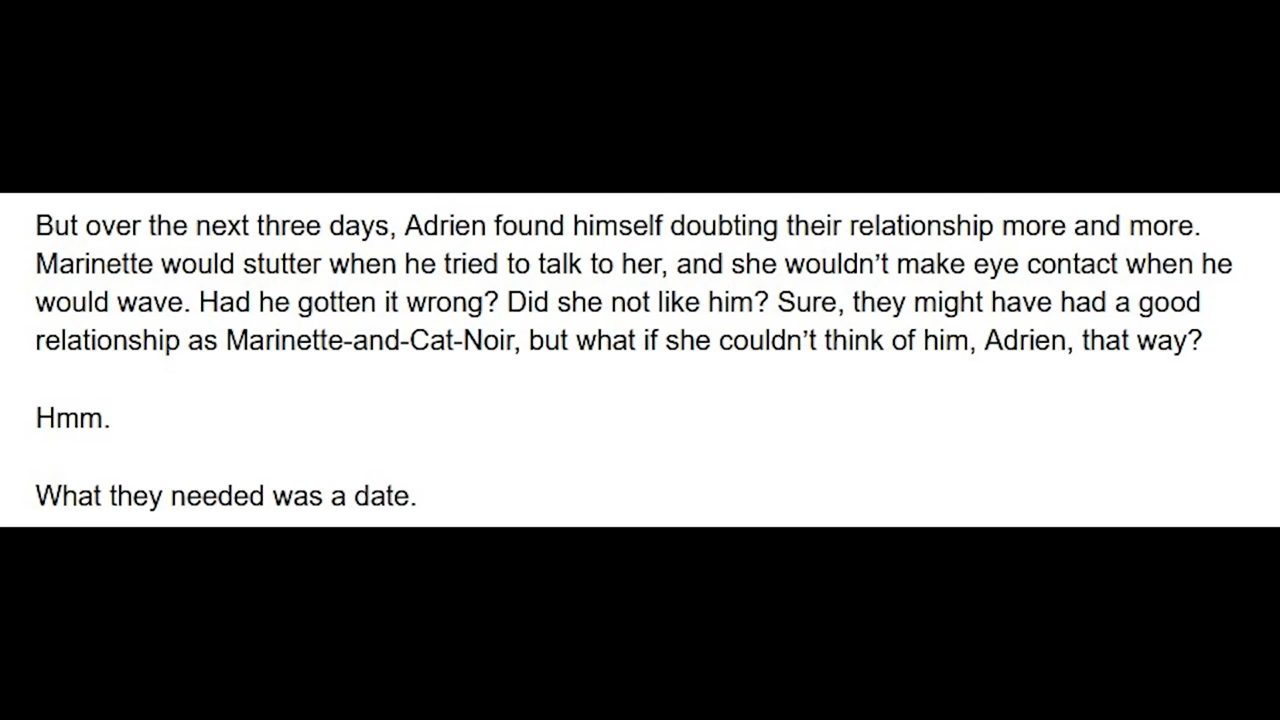 But over the next three days, Adrien found himself doubting their relationship more and more.
Marinette would stutter when he tried to talk to her, and she wouldn’t make eye contact when he
would wave. Had he gotten it wrong? Did she not like him? Sure, they might have had a good
relationship as Marinette-and-Cat-Noir, but what if she couldn’t think of him, Adrien, that way?
Hmm.
What they needed was a date.